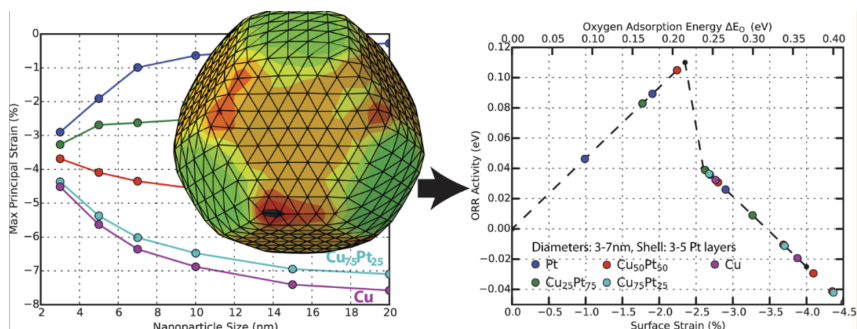 0
−1
−2
−3
−4
−5
−6
−7
−8
Max Principal Strain (%)
2 4 6 8 10 12 14 16 18 20
Nanoparticle Size (nm)
Cu75Pt25
Cu
Oxygen Adsorption Energy ΔEO (eV)
0.00 0.05 0.10 0.15 0.20 0.25 0.30 0.35 0.40
0.12
0.10
0.08
0.06
0.04
0.02
0.00
−0.02
−0.04
ORR Activity (eV)
Diameters: 3-7nm, Shell: 3-5 Pt layers
Pt Cu50Pt50 Cu
Cu25Pt75 Cu75Pt25
0.0 −0.5 −1.0 −1.5 −2.0 −2.5 −3.0 −3.5 −4.0 −4.5
Surface Strain (%)